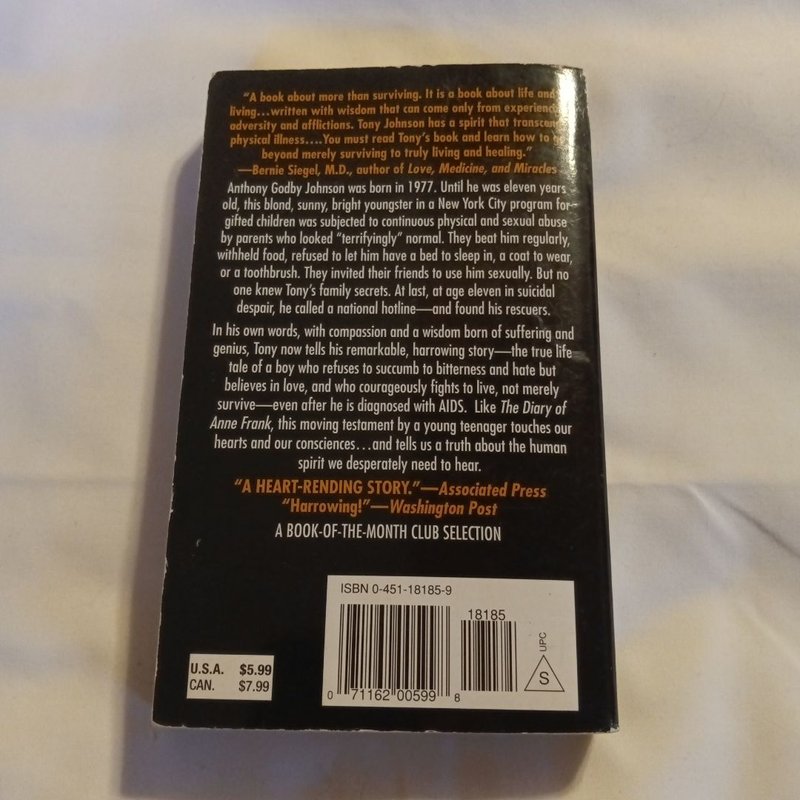 "A book about more than surviving. It is a book about life and
living...written with wisdom that can come only from experience,
adversity and afflictions. Tony Johnson has a spirit that transcends
physical illness....You must read Tony's book and learn how to
beyond merely surviving to truly living and healing."
—Bernie Siegel, M.D., author of Love, Medicine, and Miracles
Anthony Godby Johnson was born in 1977. Until he was eleven years
old, this blond, sunny, bright youngster in a New York City program for
gifted children was subjected to continuous physical and sexual abuse
by parents who looked "terrifyingly" normal. They beat him regularly,
withheld food, refused to let him have a bed to sleep in, a coat to wear,
or a toothbrush. They invited their friends to use him sexually. But no
one knew Tony's family secrets. At last, at age eleven in suicidal
despair, he called a national hotline—and found his rescuers.
In his own words, with compassion and a wisdom born of suffering and
genius, Tony now tells his remarkable, harrowing story—the true life
tale of a boy who refuses to succumb to bitterness and hate but
believes in love, and who courageously fights to live, not merely
survive—even after he is diagnosed with AIDS. Like The Diary of
Anne Frank, this moving testament by a young teenager touches our
hearts and our consciences...and tells us a truth about the human
spirit we desperately need to hear.
"A HEART-RENDING STORY."—Associated Press
"Harrowing!"—Washington Post
A BOOK-OF-THE-MONTH CLUB SELECTION
ISBN 0-451-18185-9
18185
UPC
S
0 71162 00599 8
U.S.A. $5.99
CAN. $7.99